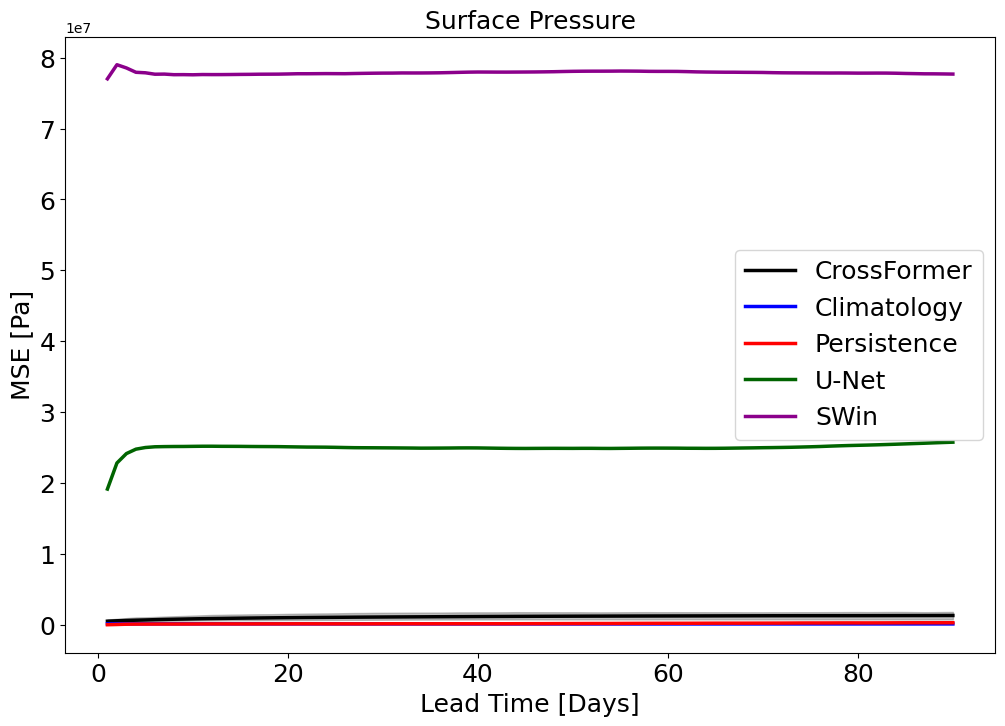 Surface Pressure
1e7
8
7
6
5
4
3
2
1
0
MSE [Pa]
CrossFormer
Climatology
Persistence
U-Net
SWin
0 20 40 60 80
Lead Time [Days]